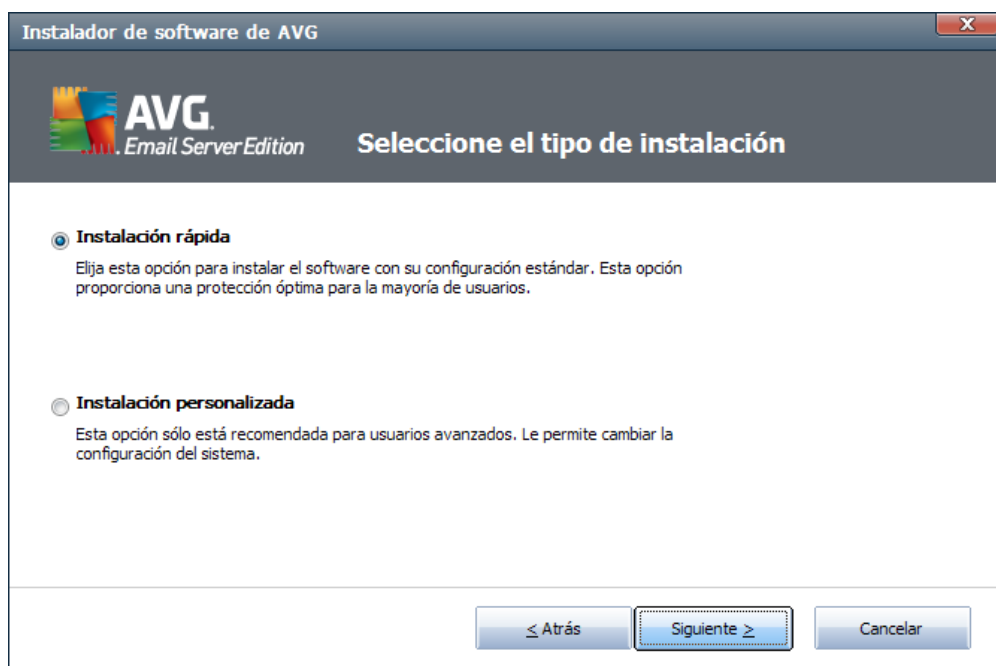 Instalador de software de AVG
X
AVG.
Email Server Edition
Seleccione el tipo de instalación
Instalación rápida
Elija esta opción para instalar el software con su configuración estándar. Esta opción
proporciona una protección óptima para la mayoría de usuarios.
Instalación personalizada
Esta opción sólo está recomendada para usuarios avanzados. Le permite cambiar la
configuración del sistema.
< Atrás
Siguiente >
Cancelar